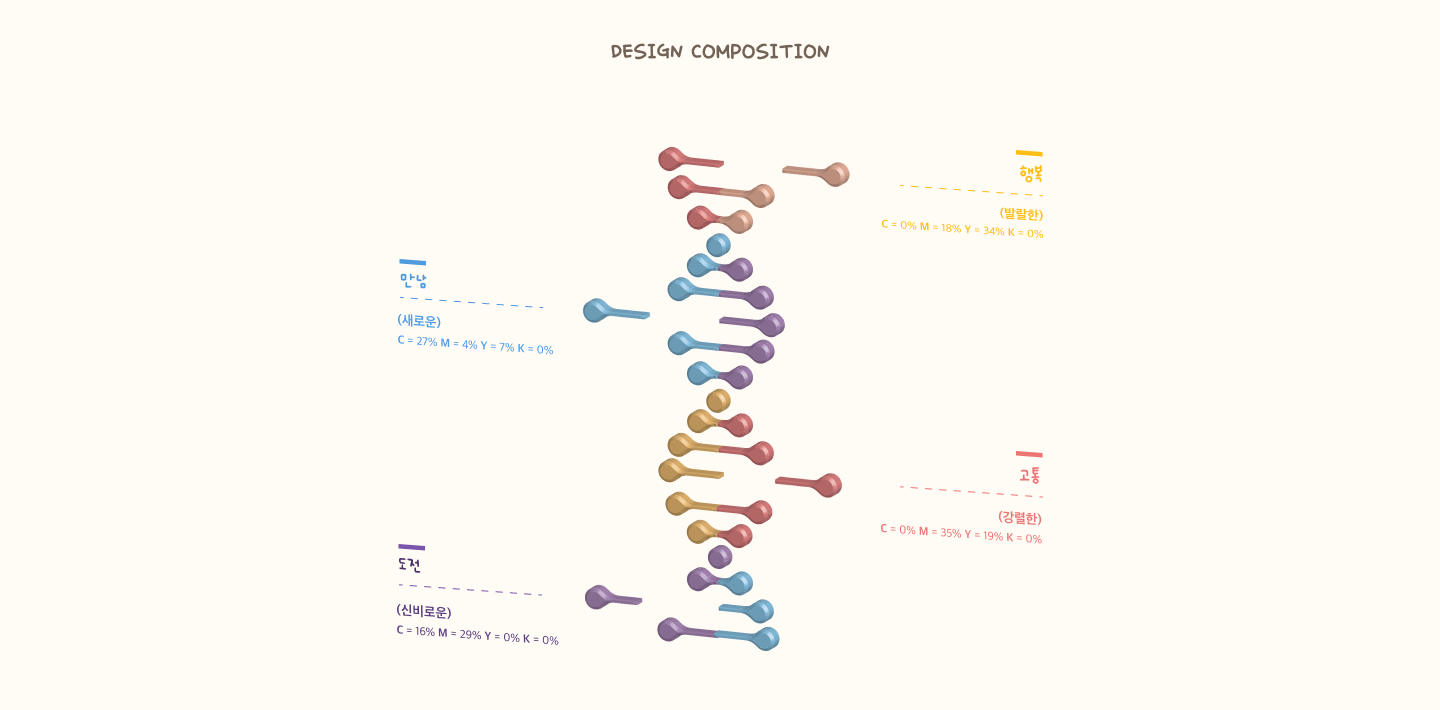 DESIGN COMPOSITION
행복
(발랄한)
C = 0% M = 18% Y = 34% K = 0%
만남
(새로운)
C = 27% M = 4% Y = 7% K = 0%
고통
(강렬한)
C = 0% M = 35% Y = 19% K = 0%
도전
(신비로운)
C = 16% M = 29% Y = 0% K = 0%